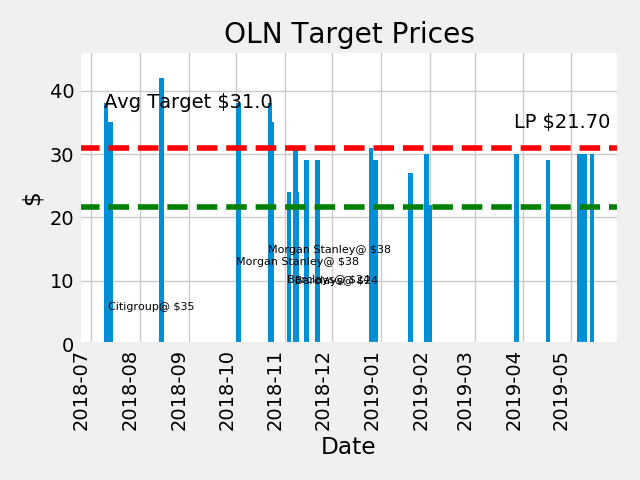 OLN Target Prices
Avg Target $31.0
LP $21.70
Morgan Stanley@ $38
Morgan Stanley@ $38
Barclays@ $24
Citigroup@ $35
$
40
30
20
10
0
2018-07
2018-08
2018-09
2018-10
2018-11
2018-12
2019-01
2019-02
2019-03
2019-04
2019-05
Date